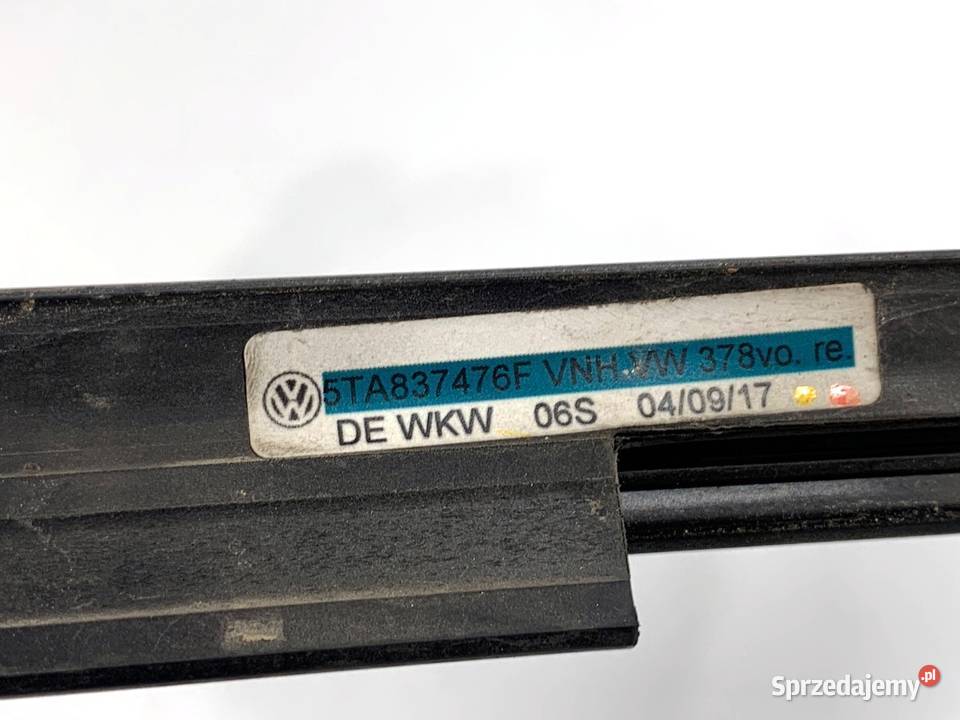 5TA837476F VNH.VW 378vo. re.
DE WKW 06S 04/09/17
Sprzedajemy.pl